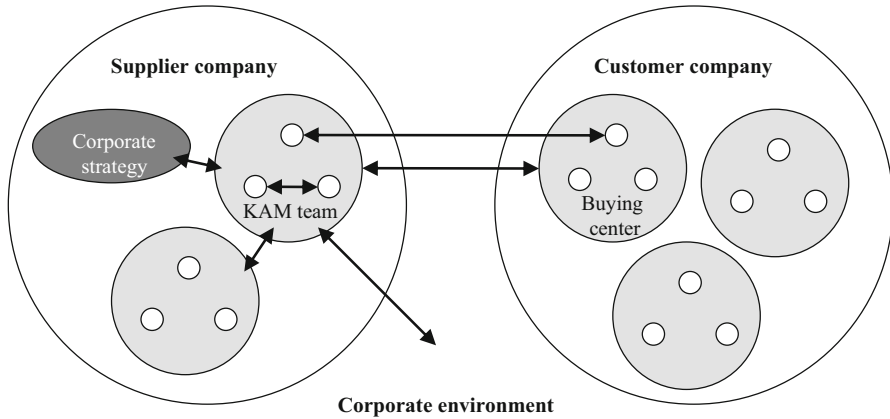 Supplier company
Customer company
Corporate
strategy
KAM team
Buying
center
Corporate environment